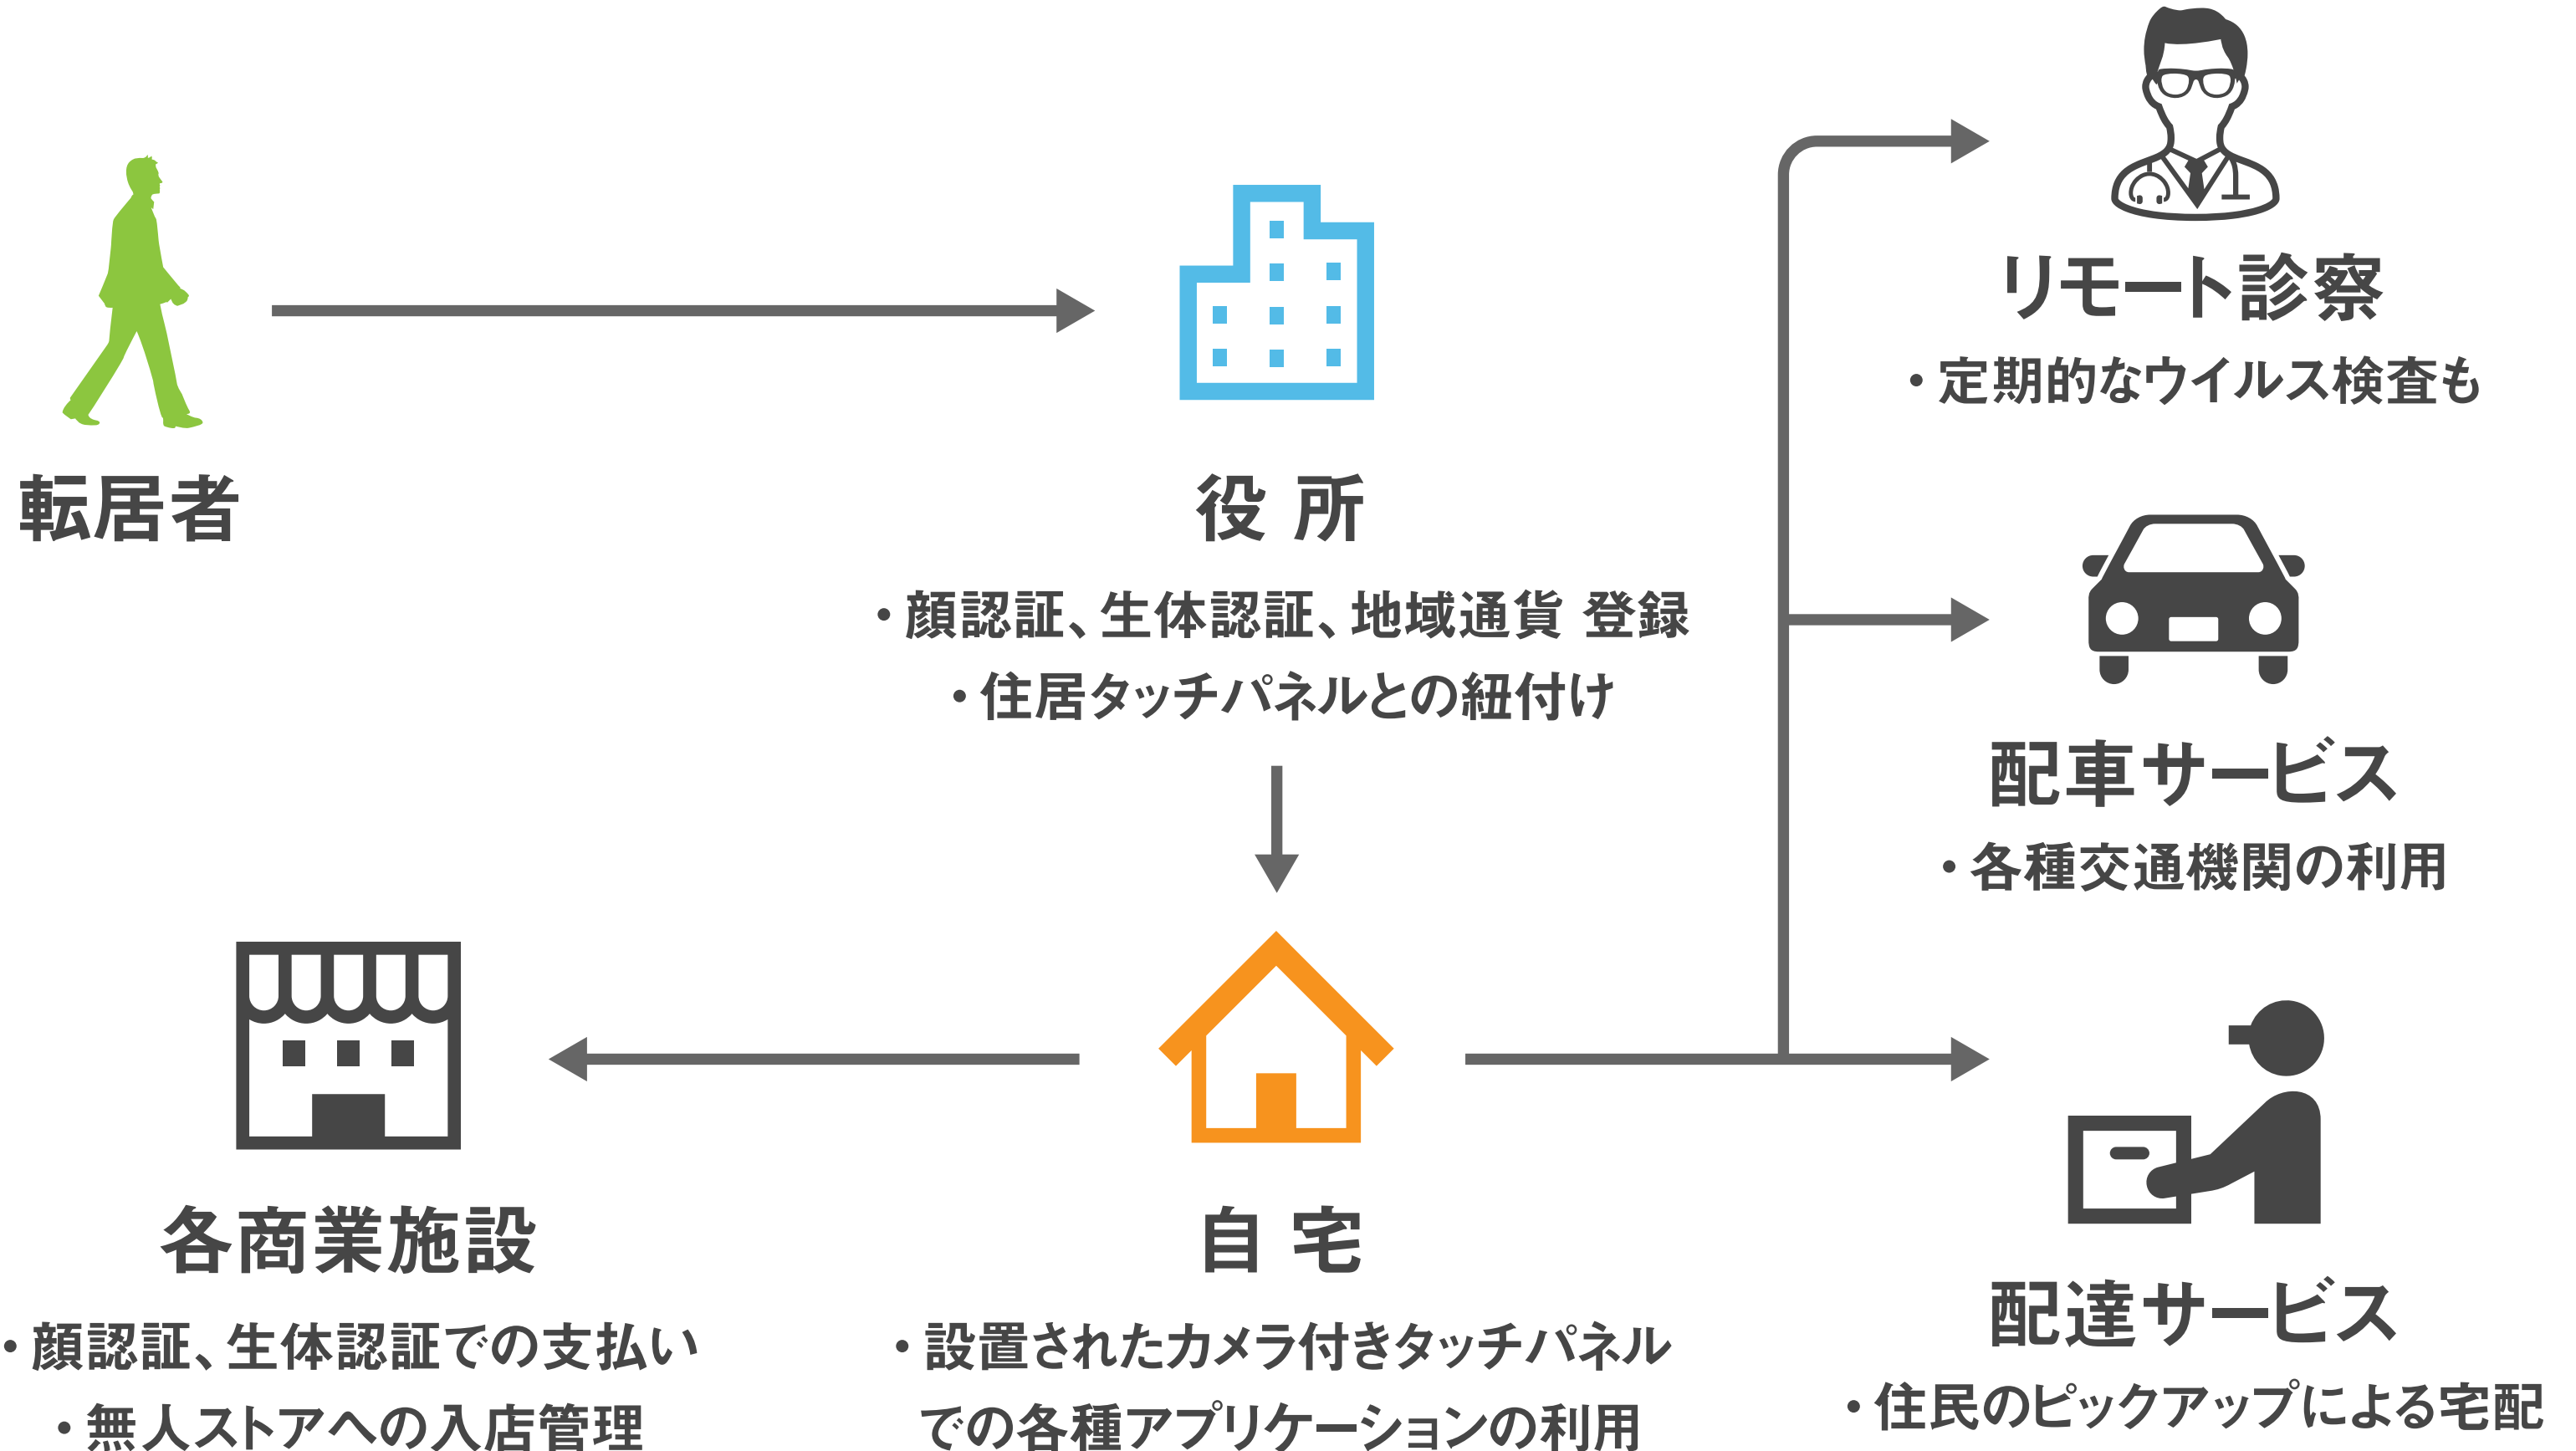 転居者
役 所
・顔認証、生体認証、地域通貨 登録
・住居タッチパネルとの紐付け
リモート診察
・定期的なウイルス検査も
配車サービス
・各種交通機関の利用
各商業施設
・顔認証、生体認証での支払い
・無人ストアへの入店管理
自 宅
・設置されたカメラ付きタッチパネル
での各種アプリケーションの利用
配達サービス
・住民のピックアップによる宅配